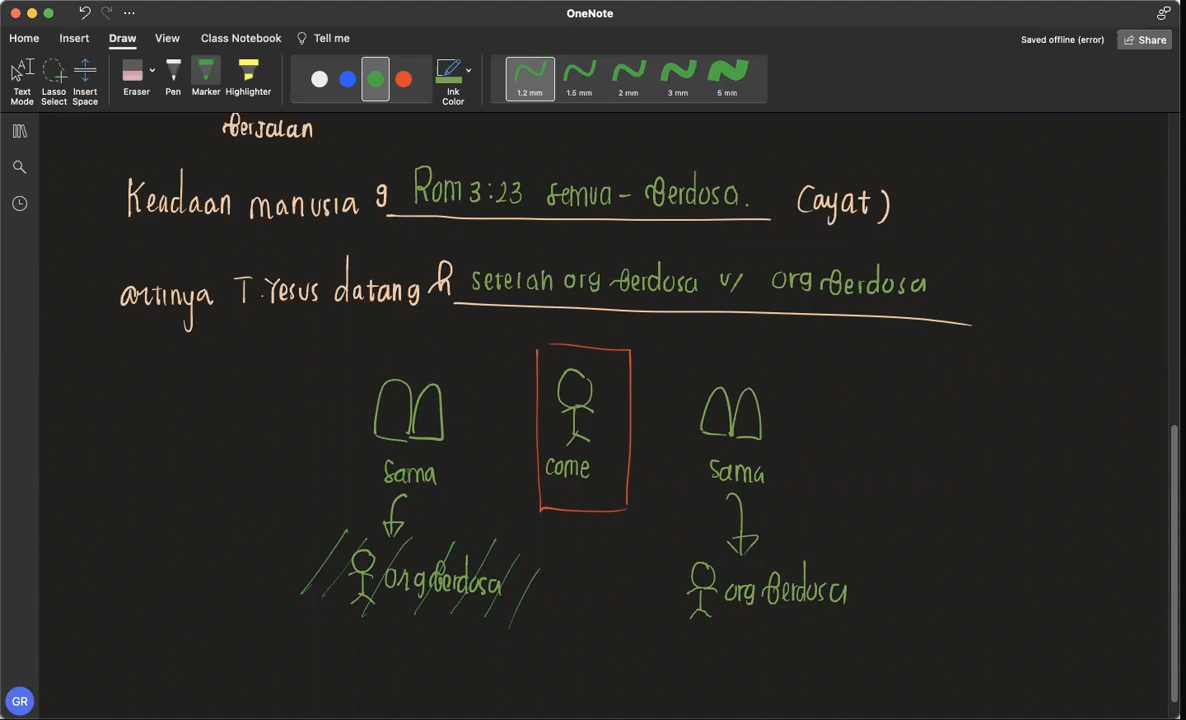 OneNote
Home Insert Draw View Class Notebook Tell me
Saved offline (error) Share
Text Mode Lasso Select Insert Space Eraser Pen Marker Highlighter Ink Color 1.2 mm 1.5 mm 2 mm 3 mm 5 mm
Berjalan
Keadaan manusia g Rom 3:23 semua - Berdosa. (ayat)
artinya T. Yesus datang h setelah org Berdosa u/ org Berdosa
sama come sama
org Berdosa org Berdosa
GR